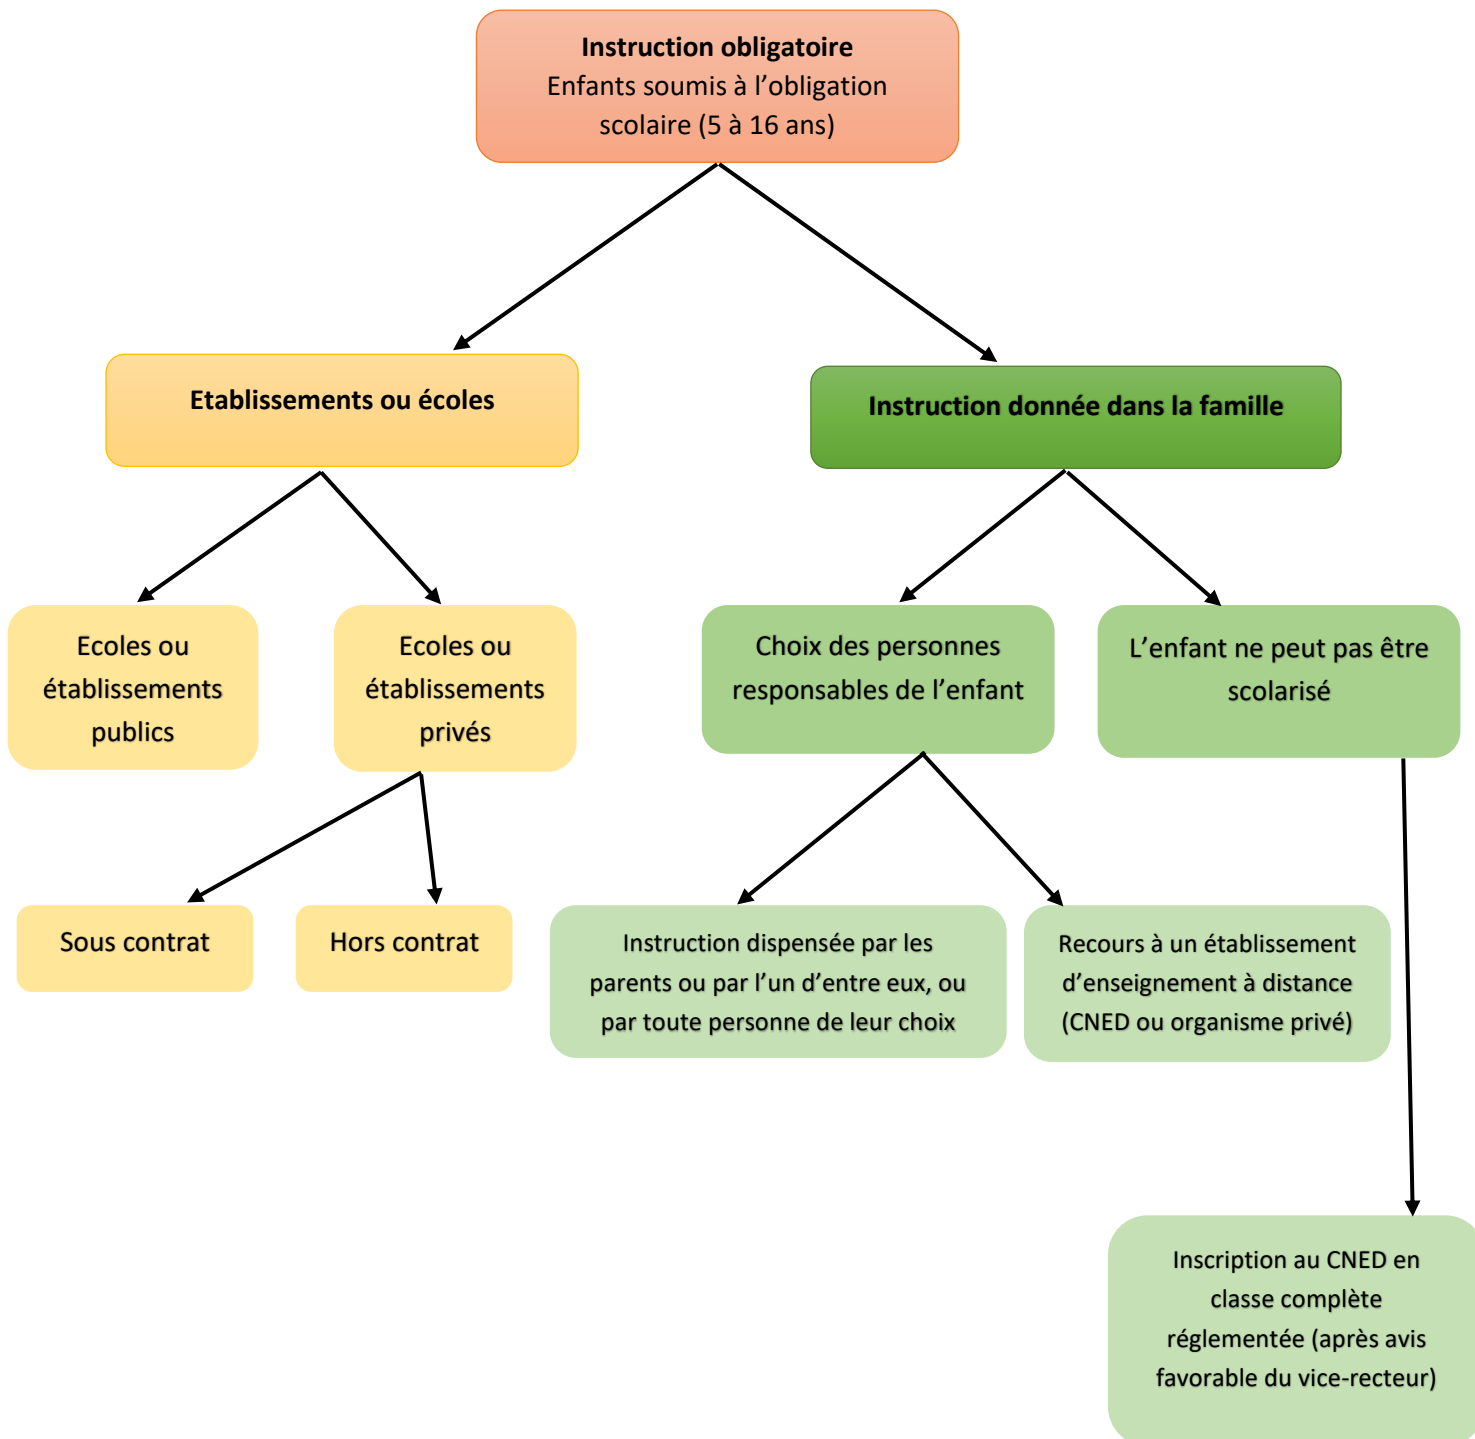 Instruction obligatoire
Enfants soumis à l’obligation
scolaire (5 à 16 ans)
Etablissements ou écoles
Instruction donnée dans la famille
Ecoles ou
établissements
publics
Ecoles ou
établissements
privés
Choix des personnes
responsables de l’enfant
L’enfant ne peut pas être
scolarisé
Sous contrat
Hors contrat
Instruction dispensée par les
parents ou par l’un d’entre eux, ou
par toute personne de leur choix
Recours à un établissement
d’enseignement à distance
(CNED ou organisme privé)
Inscription au CNED en
classe complète
réglementée (après avis
favorable du vice-recteur)